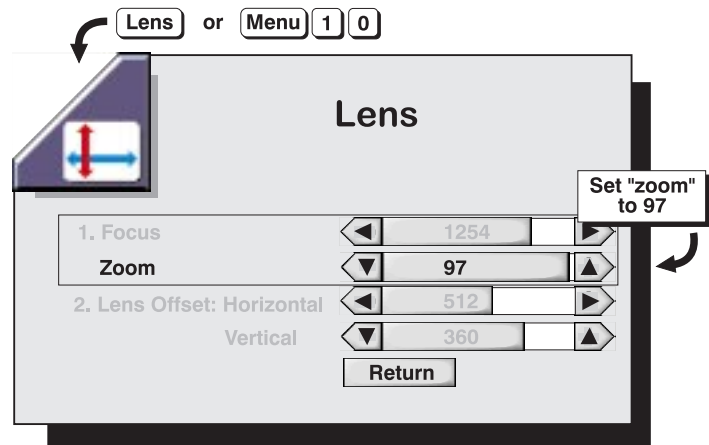 Lens or Menu 1 0
Lens
Set "zoom"
to 97
1. Focus 1254
Zoom 97
2. Lens Offset: Horizontal 512
Vertical 360
Return